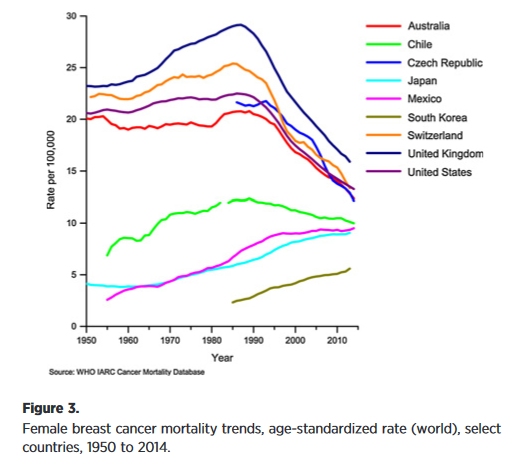 30
25
20
15
10
5
0
Rate per 100,000
1950 1960 1970 1980 1990 2000 2010
Year
Australia
Chile
Czech Republic
Japan
Mexico
South Korea
Switzerland
United Kingdom
United States
Source: WHO IARC Cancer Mortality Database
Figure 3.
Female breast cancer mortality trends, age-standardized rate (world), select
countries, 1950 to 2014.